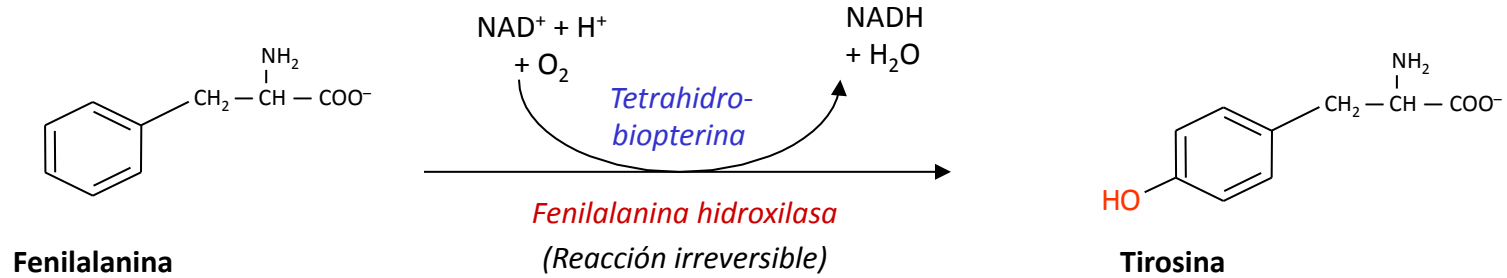 NAD⁺ + H⁺
+ O₂
NADH
+ H₂O
NH₂
CH₂ — CH — COO⁻
Tetrahidro-
biopterina
NH₂
CH₂ — CH — COO⁻
HO
Fenilalanina hidroxilasa
(Reacción irreversible)
Fenilalanina
Tirosina